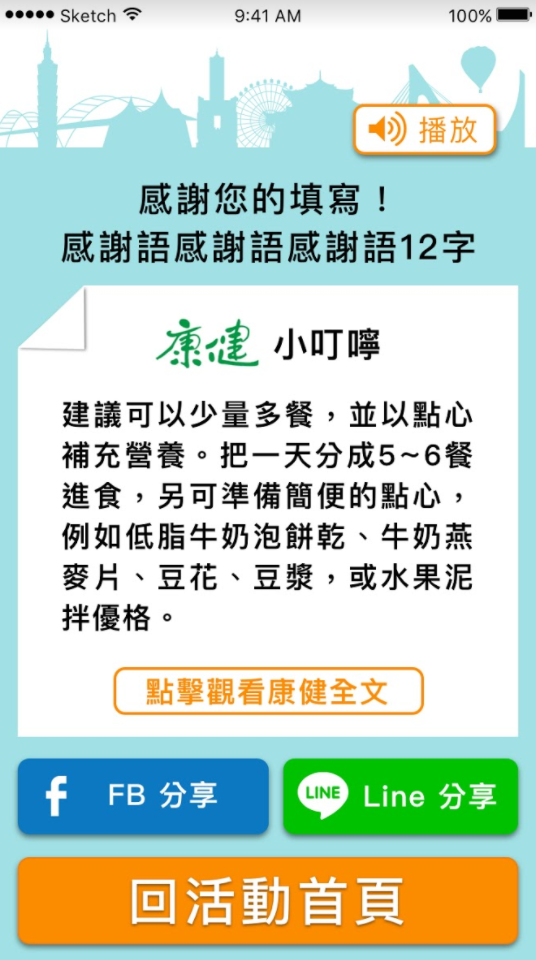 Sketch 9:41 AM 100%
播放
感謝您的填寫！
感謝語感謝語感謝語12字
康健 小叮嚀
建議可以少量多餐，並以點心
補充營養。把一天分成5~6餐
進食，另可準備簡便的點心，
例如低脂牛奶泡餅乾、牛奶燕
麥片、豆花、豆漿，或水果泥
拌優格。
點擊觀看康健全文
f FB 分享
LINE Line 分享
回活動首頁